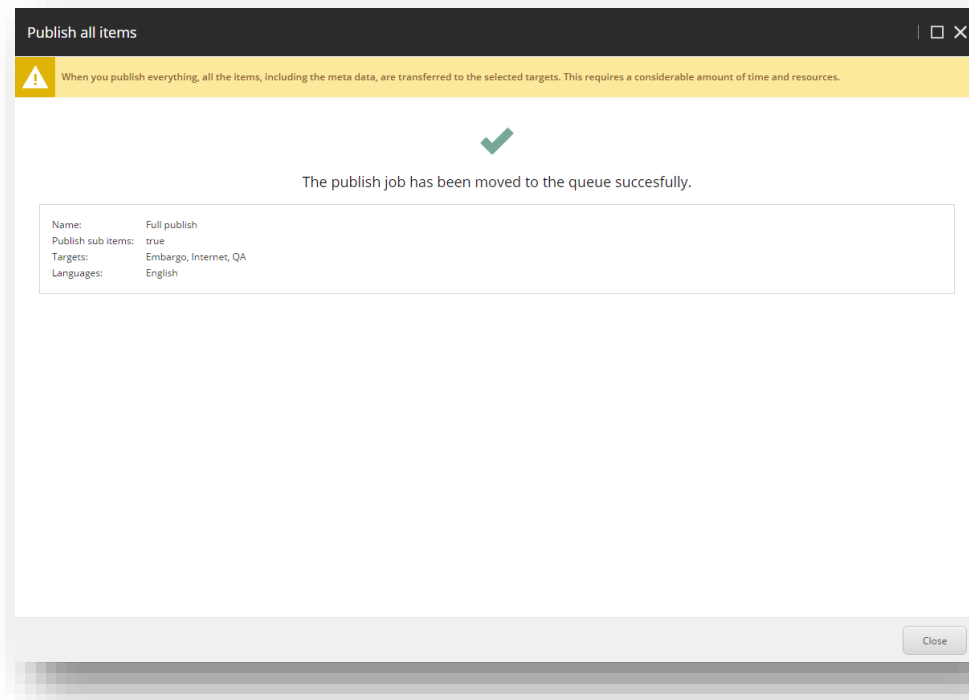 Publish all items
When you publish everything, all the items, including the meta data, are transferred to the selected targets. This requires a considerable amount of time and resources.
The publish job has been moved to the queue succesfully.
Name: Full publish
Publish sub items: true
Targets: Embargo, Internet, QA
Languages: English
Close